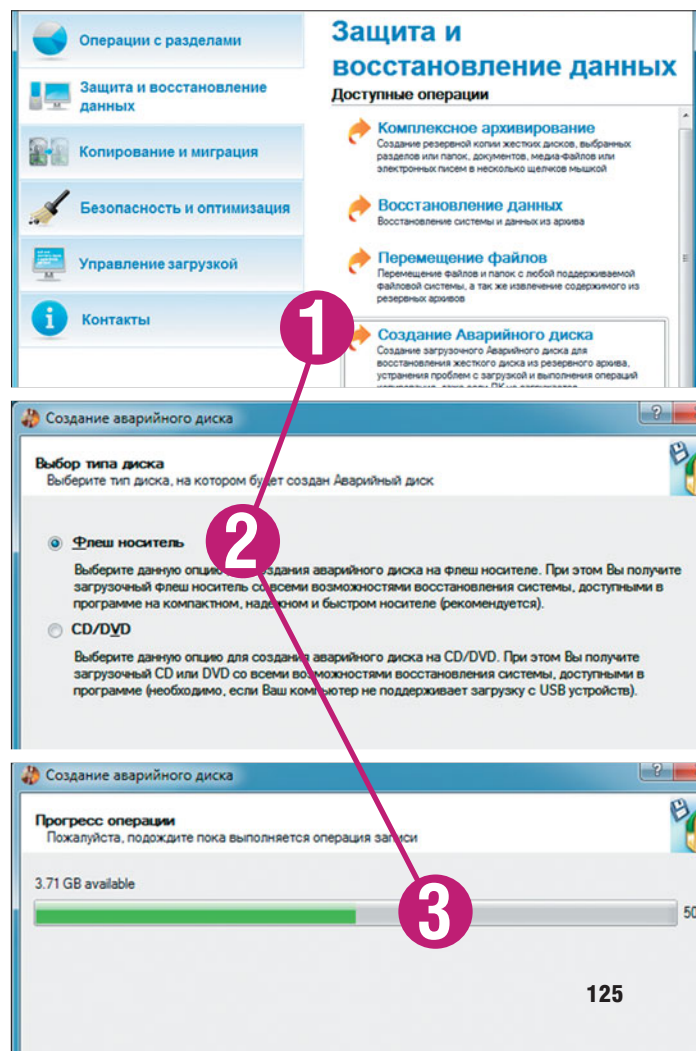 Операции с разделами
Защита и восстановление
данных
Копирование и миграция
Безопасность и оптимизация
Управление загрузкой
Контакты
Защита и
восстановление данных
Доступные операции
Комплексное архивирование
Создание резервной копии жестких дисков, выбранных
разделов или папок, документов, медиа-файлов или
электронных писем в несколько щелчков мышкой
Восстановление данных
Восстановление системы и данных из архива
Перемещение файлов
Перемещение файлов и папок с любой поддерживаемой
файловой системы, а так же извлечение содержимого из
резервных архивов
1
Создание Аварийного диска
Создание загрузочного Аварийного диска для
восстановления жесткого диска из резервного архива,
устранения проблем с загрузкой и выполнения операций
Создание аварийного диска
Выбор типа диска
Выберите тип диска, на котором будет создан Аварийный диск
2
Флеш носитель
Выберите данную опцию создания аварийного диска на флеш носителе. При этом Вы получите
загрузочный Флеш носитель со всеми возможностями восстановления системы, доступными в
программе на компактном, надежном и быстром носителе (рекомендуется).
CD/DVD
Выберите данную опцию для создания аварийного диска на CD/DVD. При этом Вы получите
загрузочный CD или DVD со всеми возможностями восстановления системы, доступными в
программе (необходимо, если Ваш компьютер не поддерживает загрузку с USB устройств).
Создание аварийного диска
Прогресс операции
Пожалуйста, подождите пока выполняется операция записи
3.71 GB available
3
50
125